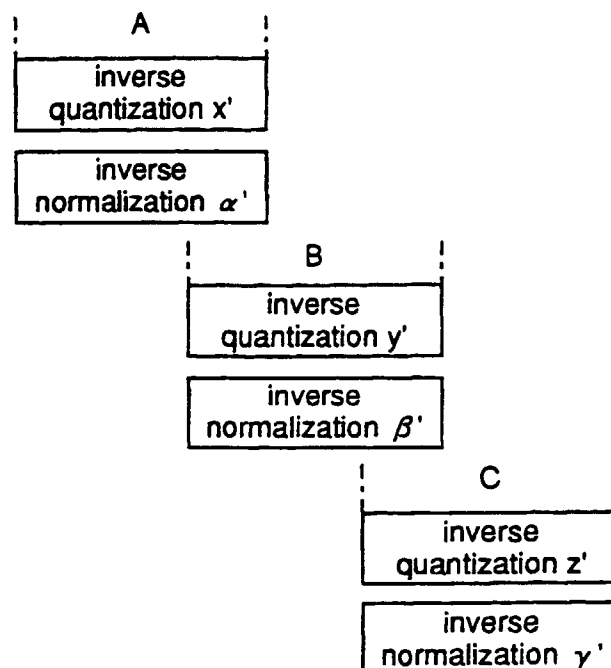 A
inverse
quantization x'
inverse
normalization α'
B
inverse
quantization y'
inverse
normalization β'
C
inverse
quantization z'
inverse
normalization γ'